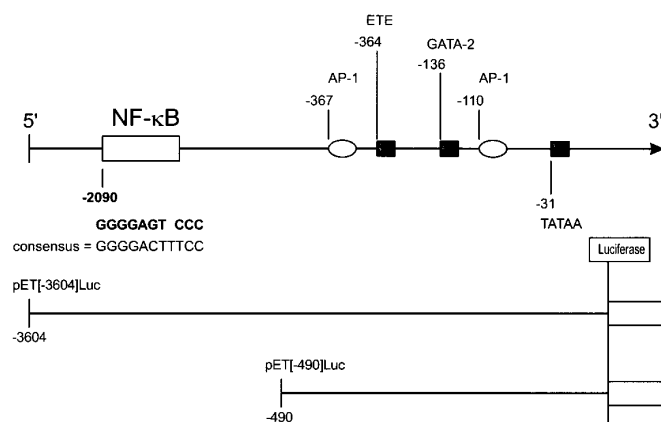 ETE
-364
GATA-2
-136
AP-1
-367
AP-1
-110
5'
NF-κB
3'
-2090
-31
TATAA
GGGGAGT CCC
consensus = GGGGACTTTCC
Luciferase
pET[-3604]Luc
-3604
pET[-490]Luc
-490